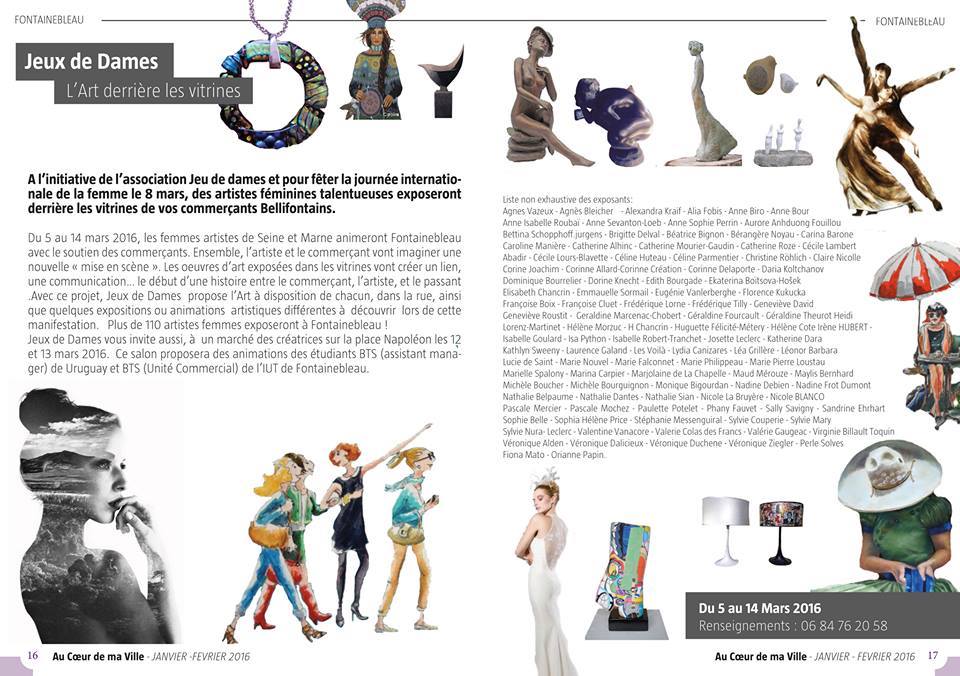 FONTAINEBLEAU
Jeux de Dames
L'Art derrière les vitrines
A l'initiative de l'association Jeu de dames et pour fêter la journée internatio-
nale de la femme le 8 mars, des artistes féminines talentueuses exposeront
derrière les vitrines de vos commerçants Bellifontains.
Du 5 au 14 mars 2016, les femmes artistes de Seine et Marne animeront Fontainebleau
avec le soutien des commerçants. Ensemble, l'artiste et le commerçant vont imaginer une
nouvelle « mise en scène ». Les oeuvres d'art exposées dans les vitrines vont créer un lien,
une communication... le début d'une histoire entre le commerçant, l'artiste, et le passant
.Avec ce projet, Jeux de Dames propose l'Art à disposition de chacun, dans la rue, ainsi
que quelques expositions ou animations artistiques différentes à découvrir lors de cette
manifestation. Plus de 110 artistes femmes exposeront à Fontainebleau !
Jeux de Dames vous invite aussi, à un marché des créatrices sur la place Napoléon les 12
et 13 mars 2016. Ce salon proposera des animations des étudiants BTS (assistant mana-
ger) de Uruguay et BTS (Unité Commercial) de l'IUT de Fontainebleau.
16 Au Cœur de ma Ville - JANVIER -FEVRIER 2016
FONTAINEBLEAU
Liste non exhaustive des exposants:
Agnes Vazeux - Agnès Bleicher - Alexandra Kraif - Alia Fobis - Anne Biro - Anne Bour
Anne Isabelle Roubaï - Anne Sevanton-Loeb - Anne Sophie Perrin - Aurore Anhduong Fouillou
Bettina Schopphoff jurgens - Brigitte Delval - Béatrice Bignon - Bérangère Noyau - Carina Barone
Caroline Manière - Catherine Alhinc - Catherine Mourier-Gaudin - Catherine Roze - Cécile Lambert
Abadir - Cécile Lours-Blavette - Céline Huteau - Céline Parmentier - Christine Röhlich - Claire Nicolle
Corine Joachim - Corinne Allard-Corinne Création - Corinne Delaporte - Daria Koltchanov
Dominique Bourrelier - Dorine Knecht - Edith Bourgade - Ekaterina Boitsova-Hošek
Elisabeth Chancrin - Emmanuelle Sormail - Eugénie Vanlerberghe - Florence Kukucka
Françoise Boix - Françoise Cluet - Frédérique Lorne - Frédérique Tilly - Geneviève David
Geneviève Roustit - Géraldine Marcenac-Chobert - Géraldine Fourcault - Géraldine Theurot Heidi
Lorenz-Martinet - Hélène Morzuc - H Chancrin - Huguette Félicité-Métery - Hélène Cote Irène HUBERT -
Isabelle Goulard - Isa Python - Isabelle Robert-Tranchet - Josette Leclerc - Katherine Dara
Kathlyn Sweeny - Laurence Galand - Les Voilà - Lydia Canizares - Léa Grillère - Léonor Barbara
Lucie de Saint - Marie Nouvel - Marie Falconnet - Marie Philippeau - Marie Pierre Loustau
Marielle Spalony - Marina Carpier - Marjolaine de La Chapelle - Maud Mérouze - Maylis Bernhard
Michèle Boucher - Michèle Bourguignon - Monique Bigourdan - Nadine Debien - Nadine Frot Dumont
Nathalie Belpaume - Nathalie Dantes - Nathalie Sian - Nicole La Bruyère - Nicole BLANCO
Pascale Mercier - Pascale Mochez - Paulette Potelet - Phany Fauvet - Sally Savigny - Sandrine Ehrhart
Sophie Belle - Sophia Hélène Price - Stéphanie Messenguiral - Sylvie Couperie - Sylvie Mary
Sylvie Nura- Leclerc - Valentine Vanacore - Valerie Colas des Francs - Valérie Gaugeac - Virginie Billault Toquin
Véronique Alden - Véronique Dalicieux - Véronique Duchene - Véronique Ziegler - Perle Solves
Fiona Mato - Orianne Papin.
Du 5 au 14 Mars 2016
Renseignements : 06 84 76 20 58
Au Cœur de ma Ville - JANVIER - FEVRIER 2016 17